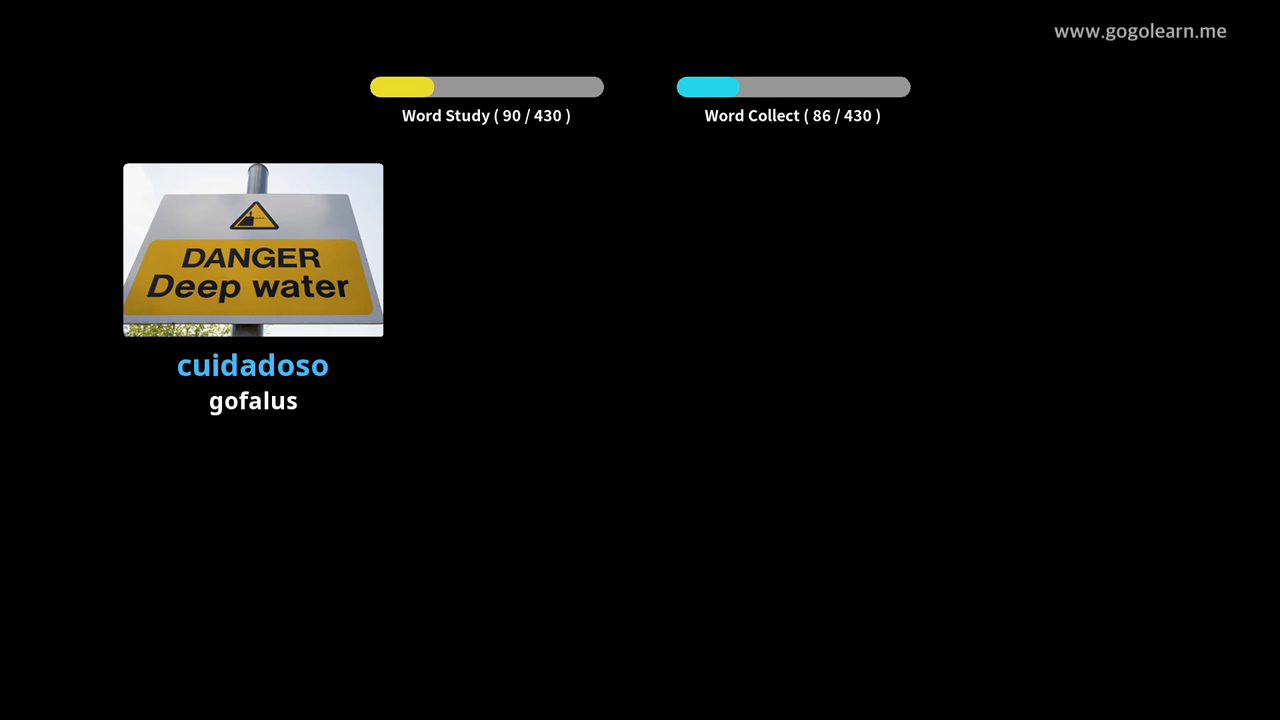 www.gogolearn.me
Word Study ( 90 / 430 )
Word Collect ( 86 / 430 )
DANGER
Deep water
cuidadoso
gofalus